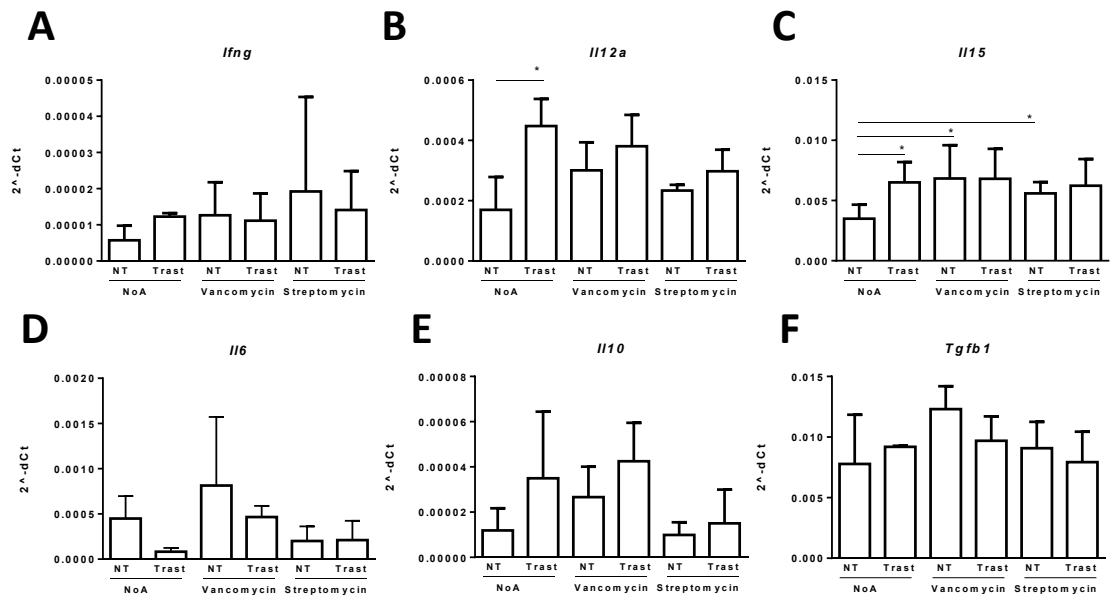 A
Ifng
2^-dCt
0.00005
0.00004
0.00003
0.00002
0.00001
0.00000
NT Trast NT Trast NT Trast
NoA Vancomycin Streptomycin
B
Il12a
2^-dCt
0.0006
0.0004
0.0002
0.0000
*
NT Trast NT Trast NT Trast
NoA Vancomycin Streptomycin
C
Il15
2^-dCt
0.015
0.010
0.005
0.000
*
*
*
NT Trast NT Trast NT Trast
NoA Vancomycin Streptomycin
D
Il6
2^-dCt
0.0020
0.0015
0.0010
0.0005
0.0000
NT Trast NT Trast NT Trast
NoA Vancomycin Streptomycin
E
Il10
2^-dCt
0.00008
0.00006
0.00004
0.00002
0.00000
NT Trast NT Trast NT Trast
NoA Vancomycin Streptomycin
F
Tgfb1
2^-dCt
0.015
0.010
0.005
0.000
NT Trast NT Trast NT Trast
NoA Vancomycin Streptomycin